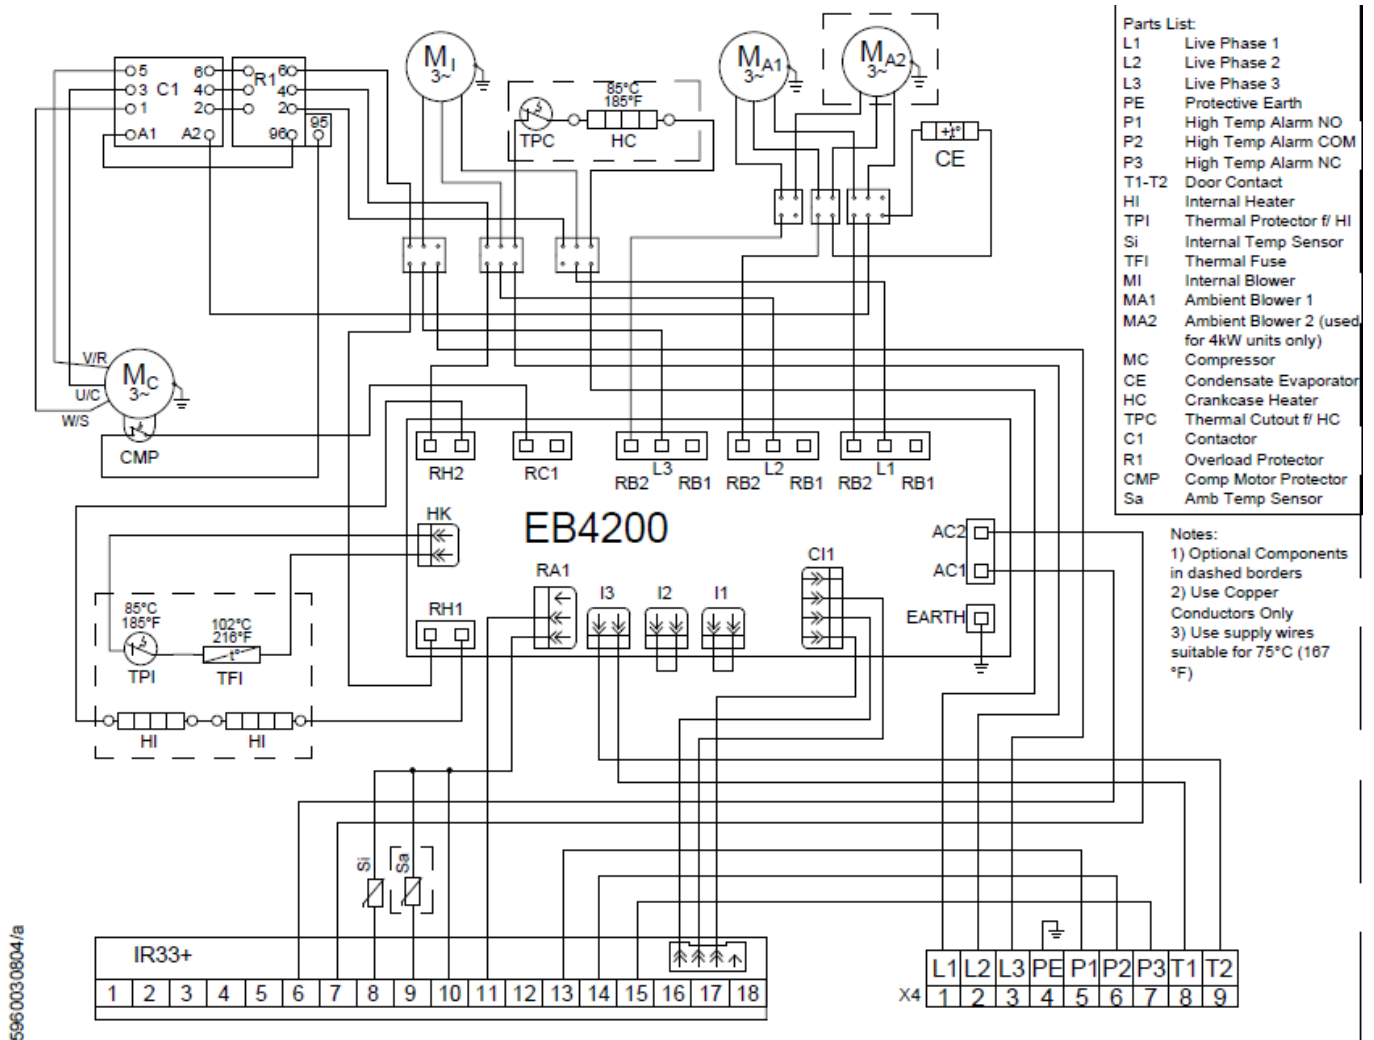 Parts List:
L1 Live Phase 1
L2 Live Phase 2
L3 Live Phase 3
PE Protective Earth
P1 High Temp Alarm NO
P2 High Temp Alarm COM
P3 High Temp Alarm NC
T1-T2 Door Contact
HI Internal Heater
TPI Thermal Protector f/ HI
Si Internal Temp Sensor
TFI Thermal Fuse
MI Internal Blower
MA1 Ambient Blower 1
MA2 Ambient Blower 2 (used
for 4kW units only)
MC Compressor
CE Condensate Evaporator
HC Crankcase Heater
TPC Thermal Cutout f/ HC
C1 Contactor
R1 Overload Protector
CMP Comp Motor Protector
Sa Amb Temp Sensor
Notes:
1) Optional Components
in dashed borders
2) Use Copper
Conductors Only
3) Use supply wires
suitable for 75°C (167
°F)
5 6 6
3 C1 4 R1 4
1 2 2
A1 A2 96 95
MI
3~
85°C
185°F
TPC HC
MA1
3~
MA2
3~
+t°
CE
V/R
U/C
W/S
MC
3~
CMP
RH2 RC1
RB2 L3 RB1
RB2 L2 RB1
RB2 L1 RB1
HK
EB4200
AC2
AC1
EARTH
CI1
RA1
I3 I2 I1
RH1
85°C
185°F
102°C
216°F
-t°
TPI TFI
HI HI
Si Sa
IR33+
1 2 3 4 5 6 7 8 9 10 11 12 13 14 15 16 17 18
L1 L2 L3 PE P1 P2 P3 T1 T2
X4 1 2 3 4 5 6 7 8 9
5960030804/a